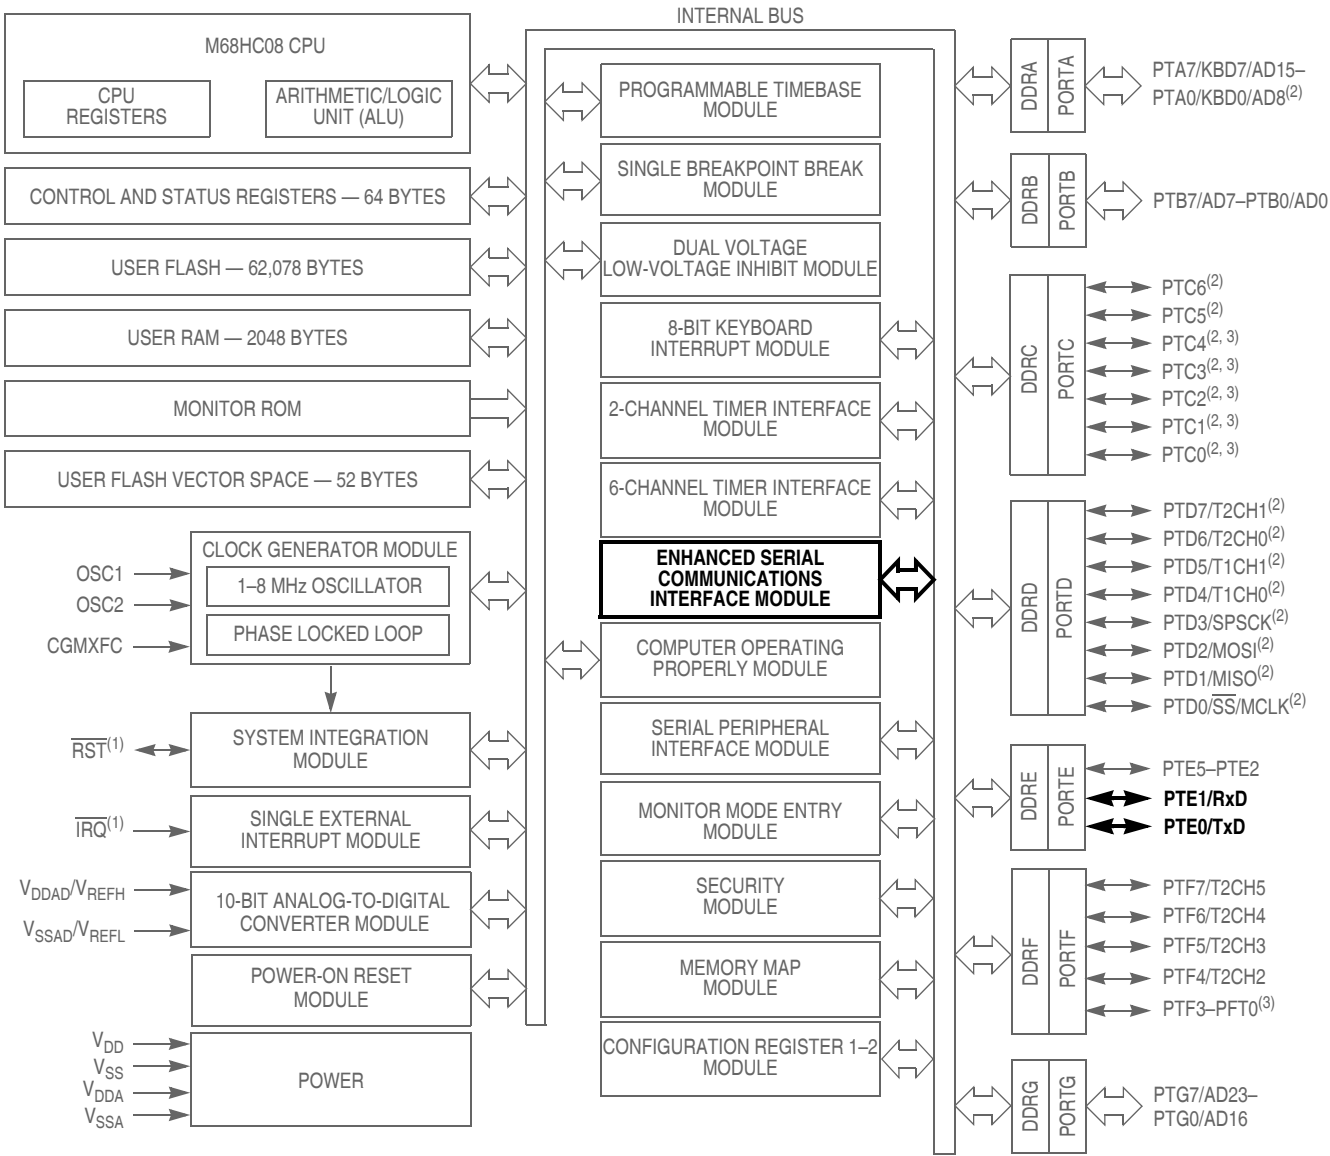 INTERNAL BUS
M68HC08 CPU
CPU
REGISTERS
ARITHMETIC/LOGIC
UNIT (ALU)
CONTROL AND STATUS REGISTERS — 64 BYTES
USER FLASH — 62,078 BYTES
USER RAM — 2048 BYTES
MONITOR ROM
USER FLASH VECTOR SPACE — 52 BYTES
CLOCK GENERATOR MODULE
1–8 MHz OSCILLATOR
PHASE LOCKED LOOP
OSC1
OSC2
CGMXFC
SYSTEM INTEGRATION
MODULE
RST(1)
SINGLE EXTERNAL
INTERRUPT MODULE
IRQ(1)
10-BIT ANALOG-TO-DIGITAL
CONVERTER MODULE
VDDAD/VREFH
VSSAD/VREFL
POWER-ON RESET
MODULE
POWER
VDD
VSS
VDDA
VSSA
PROGRAMMABLE TIMEBASE
MODULE
SINGLE BREAKPOINT BREAK
MODULE
DUAL VOLTAGE
LOW-VOLTAGE INHIBIT MODULE
8-BIT KEYBOARD
INTERRUPT MODULE
2-CHANNEL TIMER INTERFACE
MODULE
6-CHANNEL TIMER INTERFACE
MODULE
ENHANCED SERIAL
COMMUNICATIONS
INTERFACE MODULE
COMPUTER OPERATING
PROPERLY MODULE
SERIAL PERIPHERAL
INTERFACE MODULE
MONITOR MODE ENTRY
MODULE
SECURITY
MODULE
MEMORY MAP
MODULE
CONFIGURATION REGISTER 1–2
MODULE
DDRA
PORTA
PTA7/KBD7/AD15–
PTA0/KBD0/AD8(2)
DDRB
PORTB
PTB7/AD7–PTB0/AD0
DDRC
PORTC
PTC6(2)
PTC5(2)
PTC4(2, 3)
PTC3(2, 3)
PTC2(2, 3)
PTC1(2, 3)
PTC0(2, 3)
DDRD
PORTD
PTD7/T2CH1(2)
PTD6/T2CH0(2)
PTD5/T1CH1(2)
PTD4/T1CH0(2)
PTD3/SPSCK(2)
PTD2/MOSI(2)
PTD1/MISO(2)
PTD0/SS/MCLK(2)
DDRE
PORTE
PTE5–PTE2
PTE1/RxD
PTE0/TxD
DDRF
PORTF
PTF7/T2CH5
PTF6/T2CH4
PTF5/T2CH3
PTF4/T2CH2
PTF3–PFT0(3)
DDRG
PORTG
PTG7/AD23–
PTG0/AD16